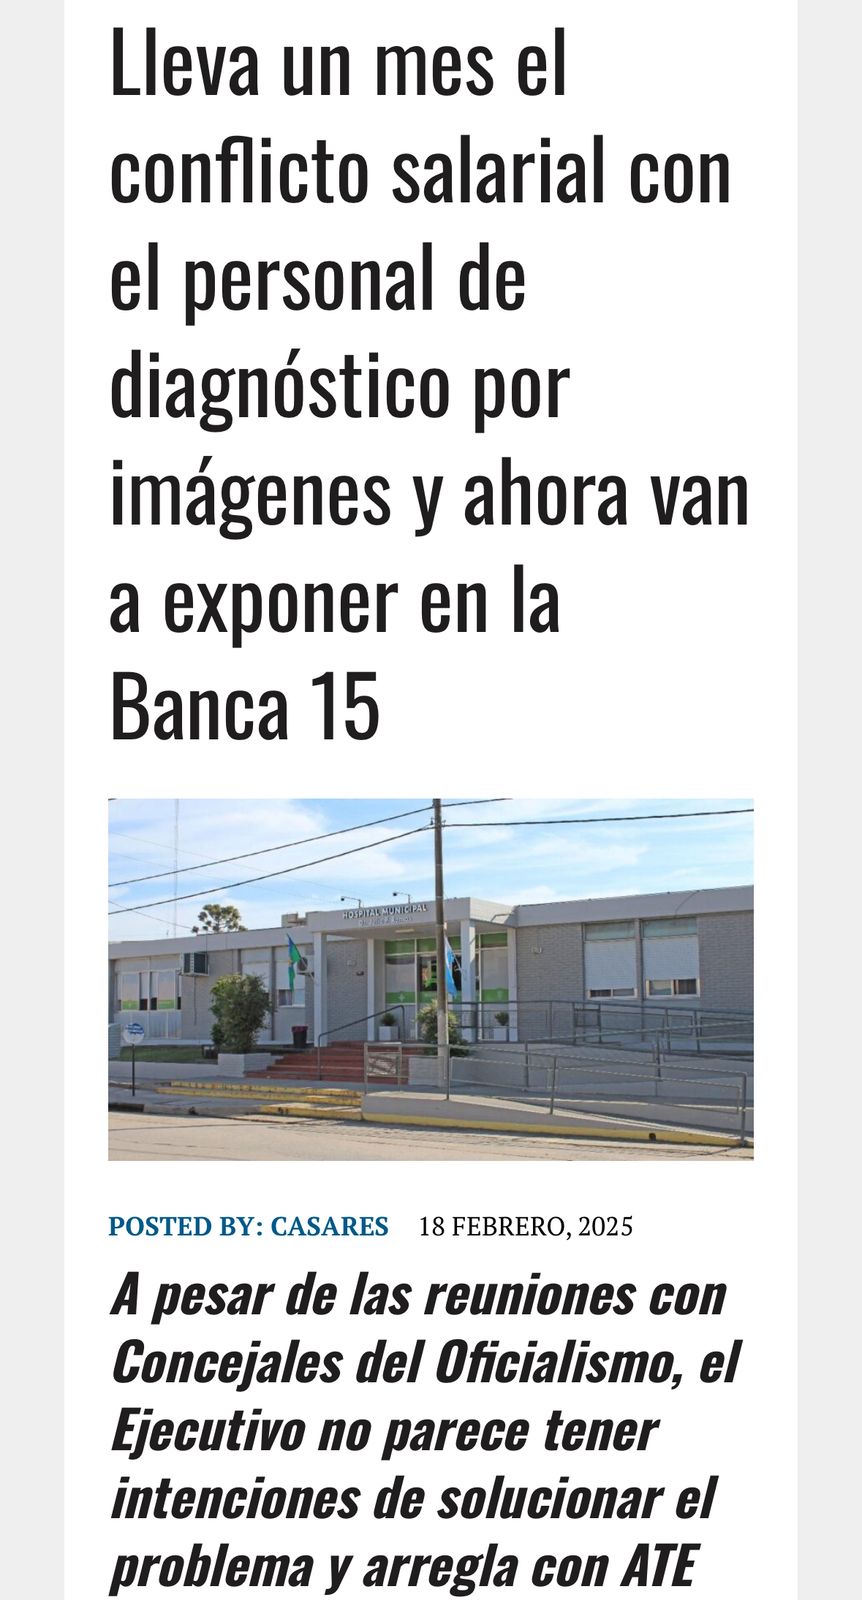 Lleva un mes el
conflicto salarial con
el personal de
diagnóstico por
imágenes y ahora van
a exponer en la
Banca 15
HOSPITAL MUNICIPAL
POSTED BY: CASARES 18 FEBRERO, 2025
A pesar de las reuniones con
Concejales del Oficialismo, el
Ejecutivo no parece tener
intenciones de solucionar el
problema y arregla con ATE